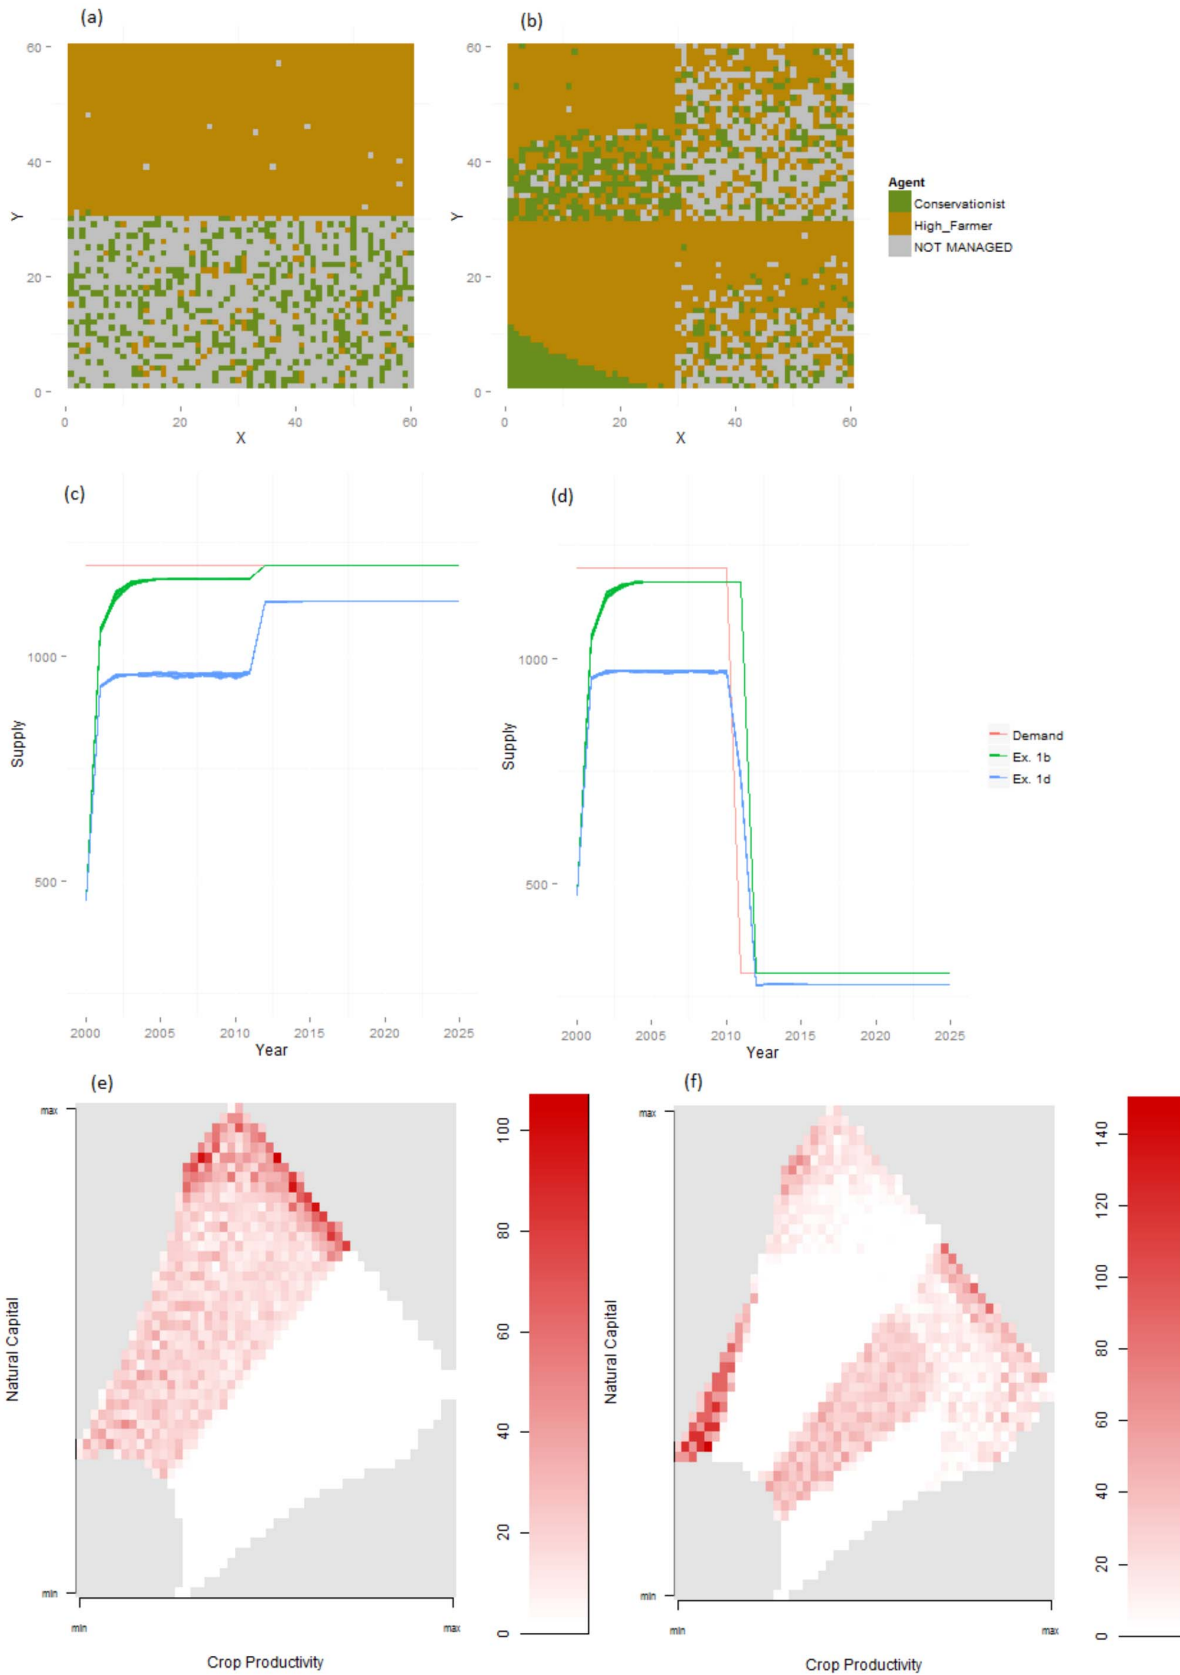 (a)
(b)
60
40
20
0
Y
0 20 40 60
X
60
40
20
0
Y
0 20 40 60
X
Agent
Conservationist
High_Farmer
NOT MANAGED
(c)
(d)
1000
500
Supply
2000 2005 2010 2015 2020 2025
Year
1000
500
Supply
2000 2005 2010 2015 2020 2025
Year
Demand
Ex. 1b
Ex. 1d
(e)
(f)
max
min
Natural Capital
min max
Crop Productivity
100
80
60
40
20
0
max
min
Natural Capital
min max
Crop Productivity
140
120
100
80
60
40
20
0